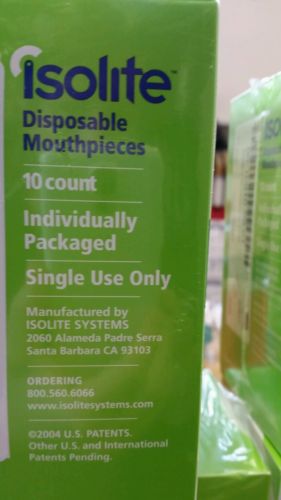 isolite™
Disposable
Mouthpieces
10 count
Individually
Packaged
Single Use Only
Manufactured by
ISOLITE SYSTEMS
2060 Alameda Padre Serra
Santa Barbara CA 93103
ORDERING
800.560.6066
www.isolitesystems.com
©2004 U.S. PATENTS.
Other U.S. and International
Patents Pending.